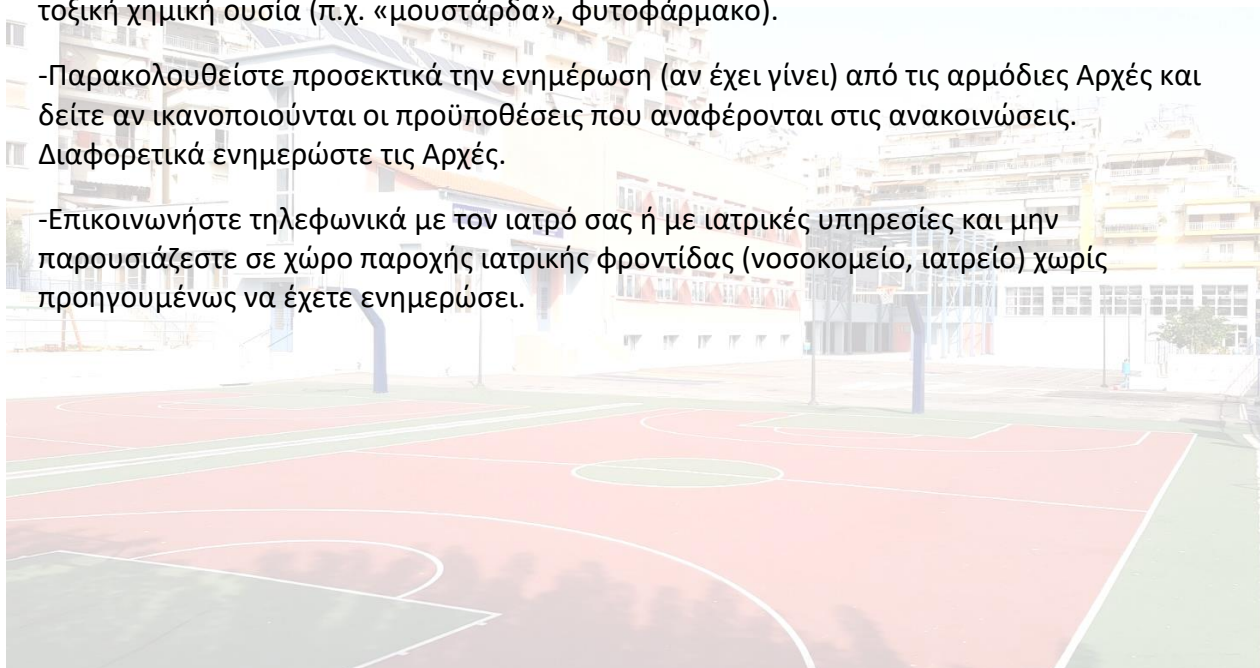 τοξική χημική ουσία (π.χ. «μουστάρδα», φυτοφάρμακο).
-Παρακολουθείστε προσεκτικά την ενημέρωση (αν έχει γίνει) από τις αρμόδιες Αρχές και
δείτε αν ικανοποιούνται οι προϋποθέσεις που αναφέρονται στις ανακοινώσεις.
Διαφορετικά ενημερώστε τις Αρχές.
-Επικοινωνήστε τηλεφωνικά με τον ιατρό σας ή με ιατρικές υπηρεσίες και μην
παρουσιάζεστε σε χώρο παροχής ιατρικής φροντίδας (νοσοκομείο, ιατρείο) χωρίς
προηγουμένως να έχετε ενημερώσει.